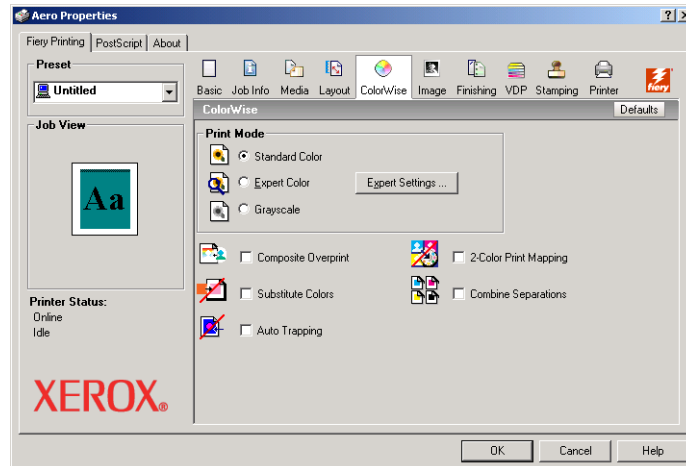 Aero Properties
Fiery Printing PostScript About
Preset
Untitled
Basic Job Info Media Layout ColorWise Image Finishing VDP Stamping Printer
fiery
ColorWise Defaults
Job View
Aa
Print Mode
Standard Color
Expert Color Expert Settings ...
Grayscale
Composite Overprint 2-Color Print Mapping
Substitute Colors Combine Separations
Auto Trapping
Printer Status:
Online
Idle
XEROX®
OK Cancel Help